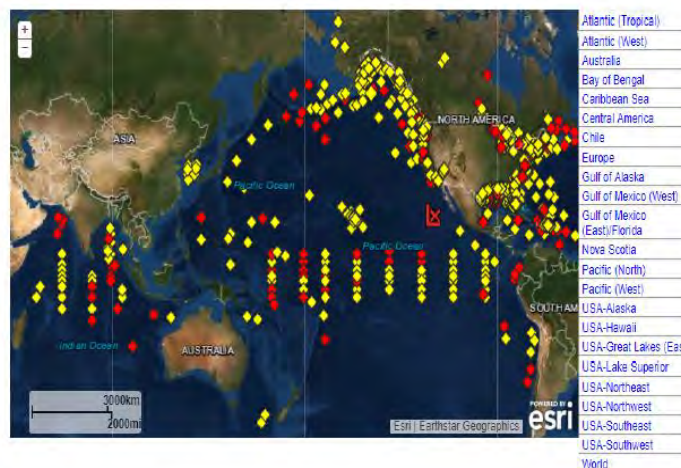 +
−
ASIA
NORTH AMERICA
Pacific Ocean
Pacific Ocean
Indian Ocean
AUSTRALIA
SOUTH AM
3000km
2000mi
POWERED BY
esri
Esri | Earthstar Geographics
Atlantic (Tropical)
Atlantic (West)
Australia
Bay of Bengal
Caribbean Sea
Central America
Chile
Europe
Gulf of Alaska
Gulf of Mexico (West)
Gulf of Mexico
(East)/Florida
Nova Scotia
Pacific (North)
Pacific (West)
USA-Alaska
USA-Hawaii
USA-Great Lakes (Eas
USA-Lake Superior
USA-Northeast
USA-Northwest
USA-Southeast
USA-Southwest
World